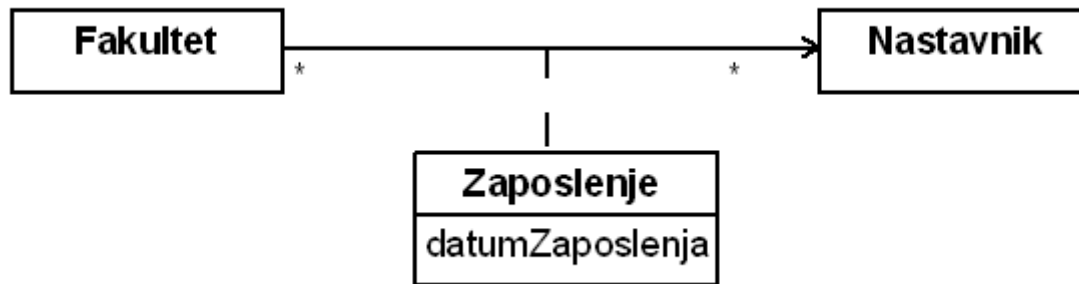 Fakultet
Nastavnik
*
*
Zaposlenje
datumZaposlenja